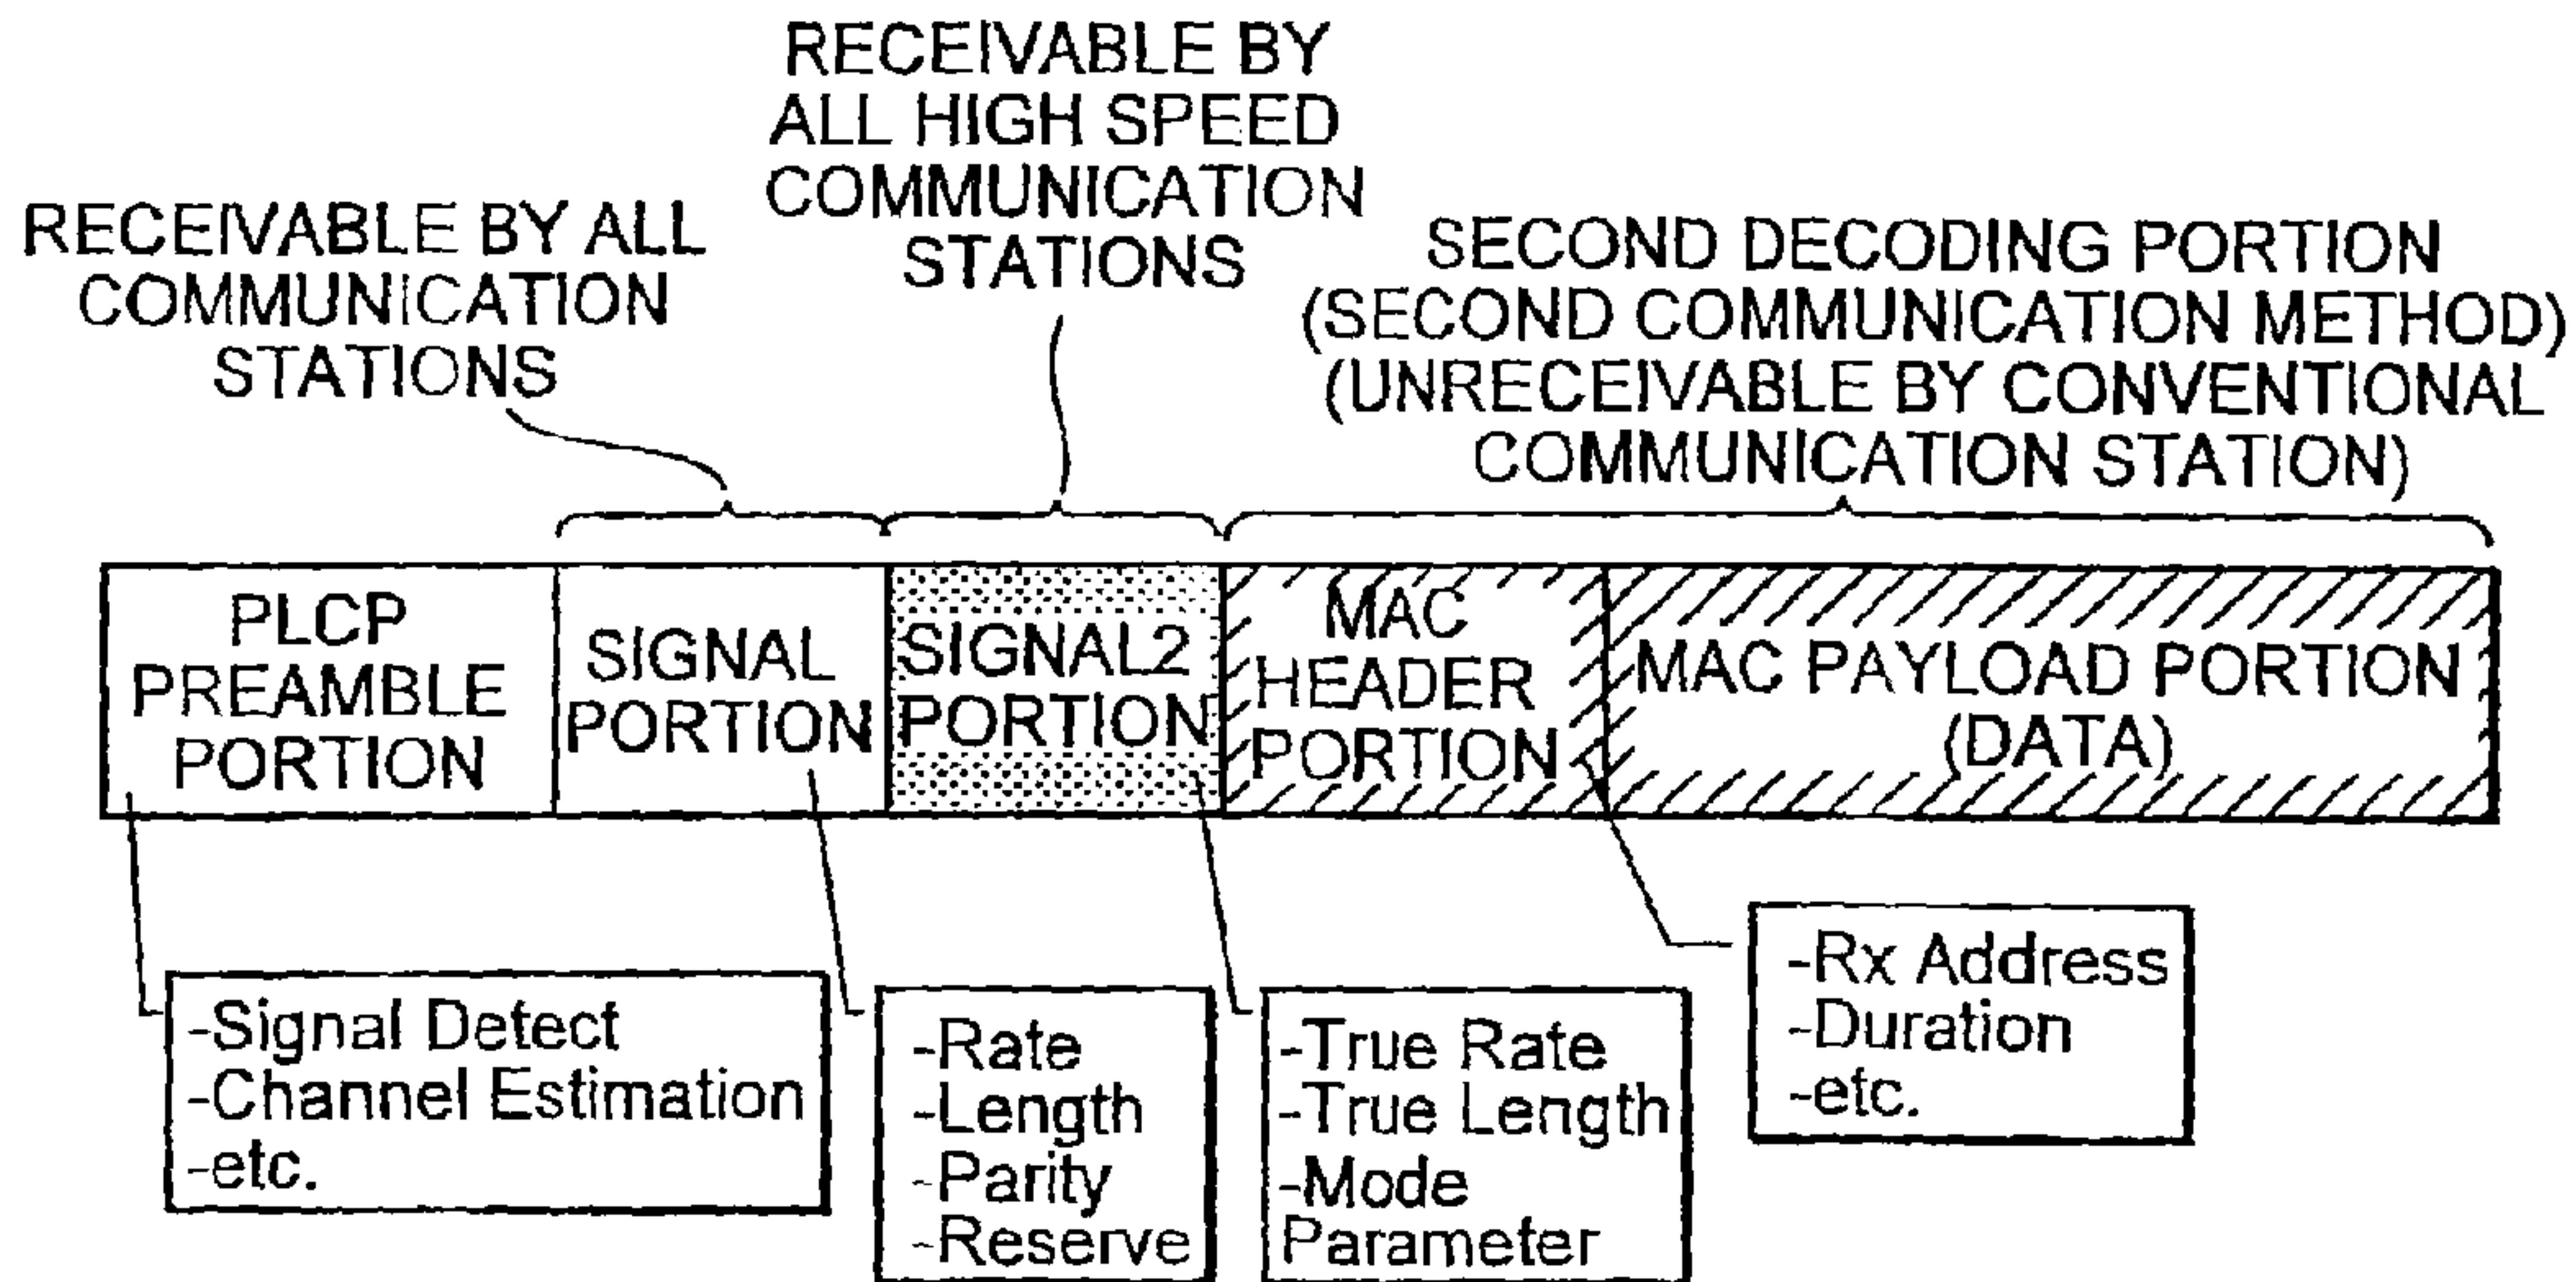 RECEIVABLE BY ALL
COMMUNICATION
STATIONS
RECEIVABLE BY
ALL HIGH SPEED
COMMUNICATION
STATIONS
SECOND DECODING PORTION
(SECOND COMMUNICATION METHOD)
(UNRECEIVABLE BY CONVENTIONAL
COMMUNICATION STATION)
PLCP
PREAMBLE
PORTION
SIGNAL
PORTION
SIGNAL2
PORTION
MAC
HEADER
PORTION
MAC PAYLOAD PORTION
(DATA)
-Signal Detect
-Channel Estimation
-etc.
-Rate
-Length
-Parity
-Reserve
-True Rate
-True Length
-Mode
Parameter
-Rx Address
-Duration
-etc.